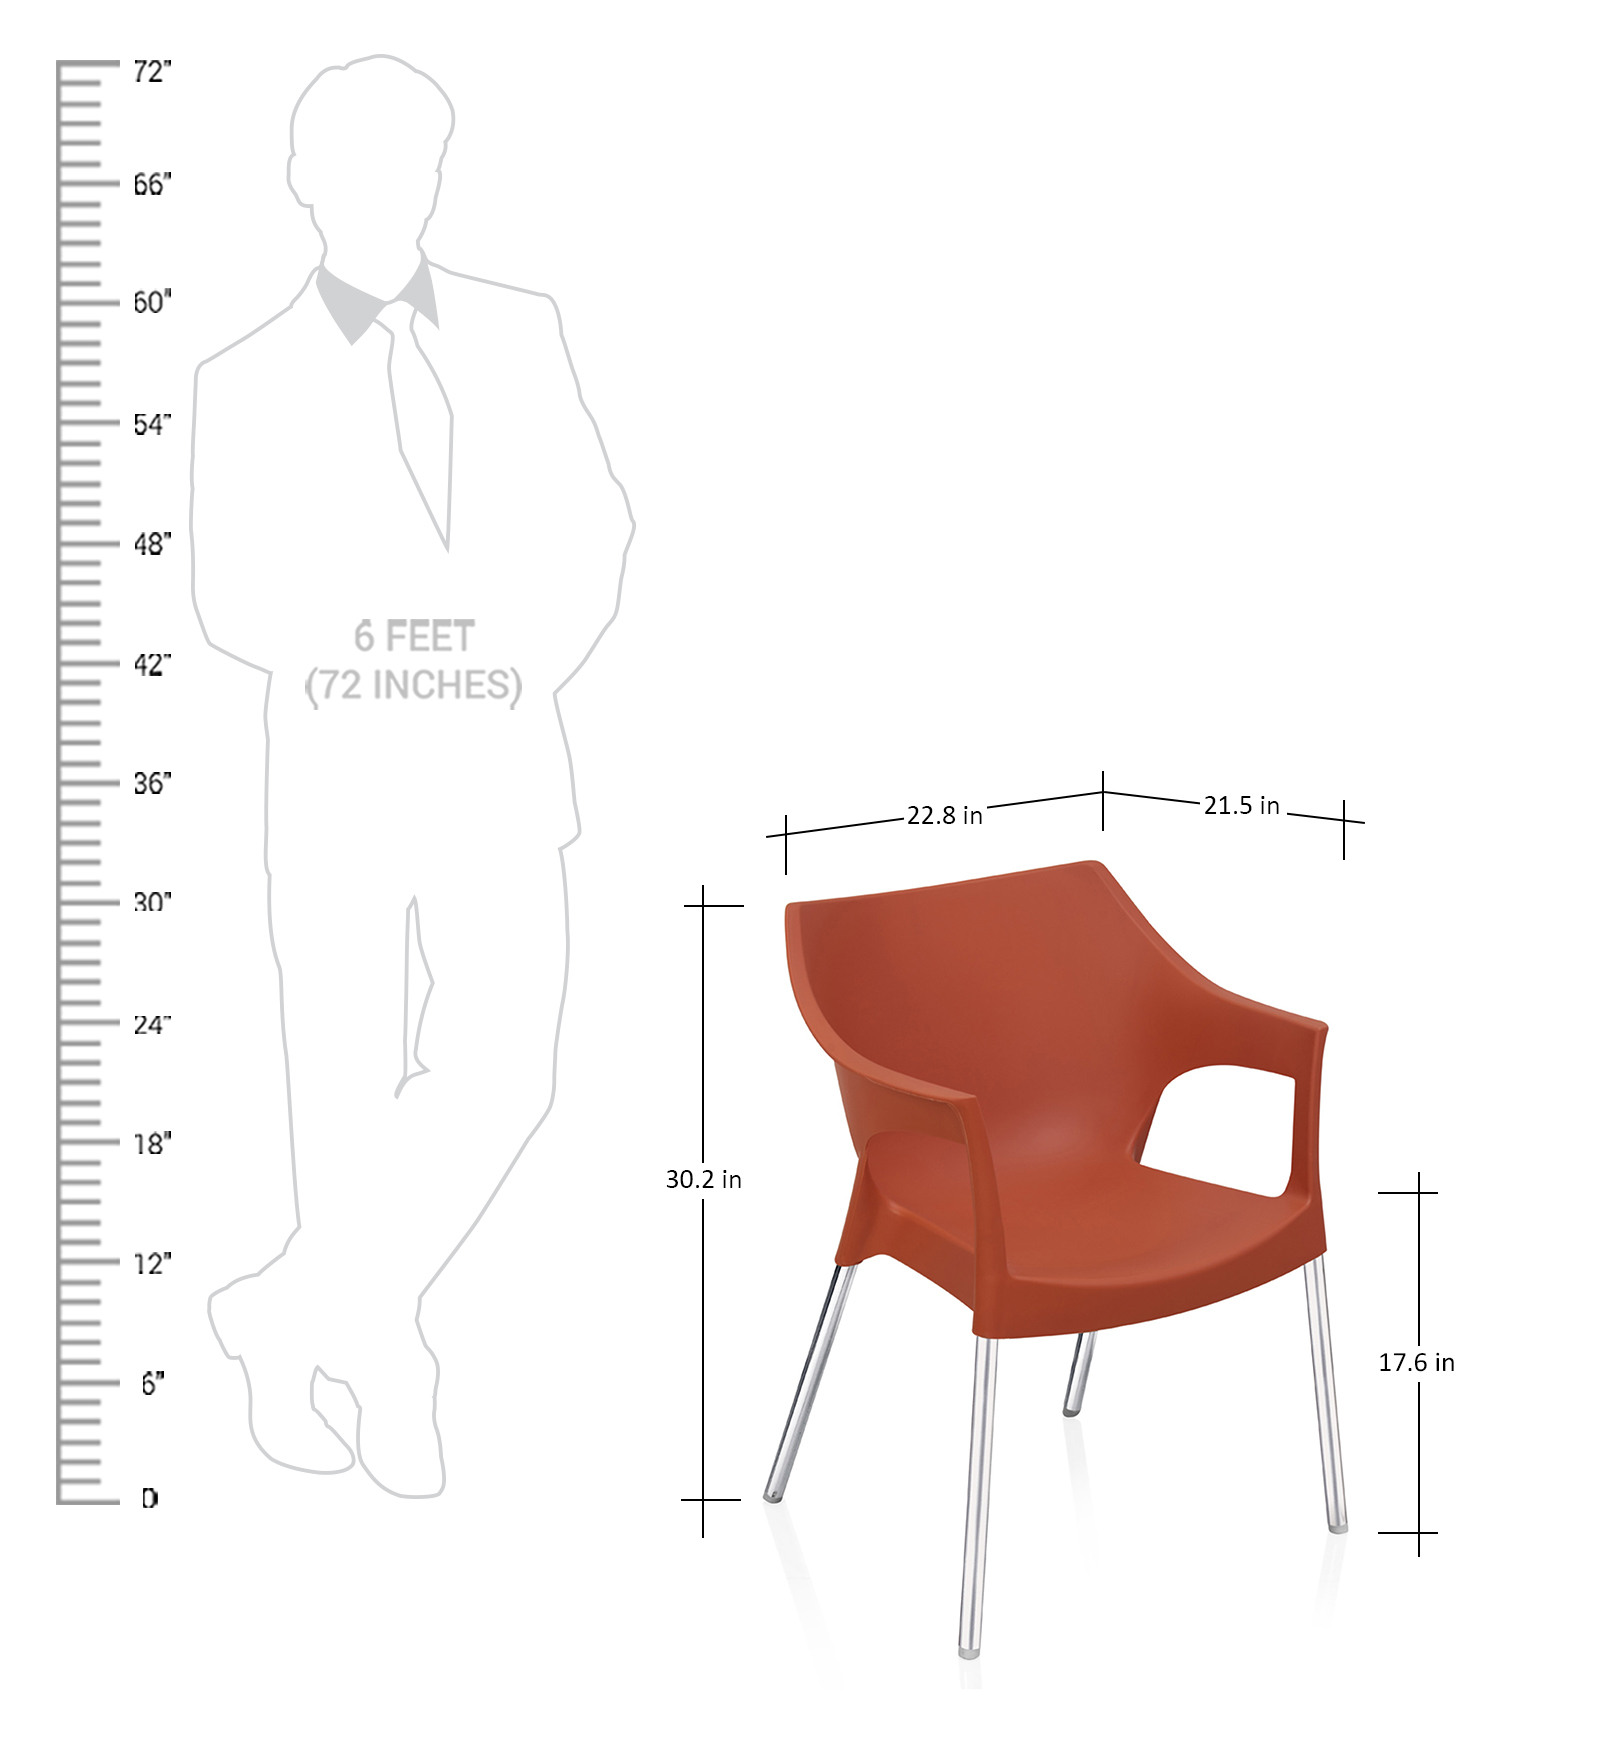 72"
66"
60"
54"
48"
42"
36"
30"
24"
18"
12"
6"
0
6 FEET
(72 INCHES)
22.8 in
21.5 in
30.2 in
17.6 in